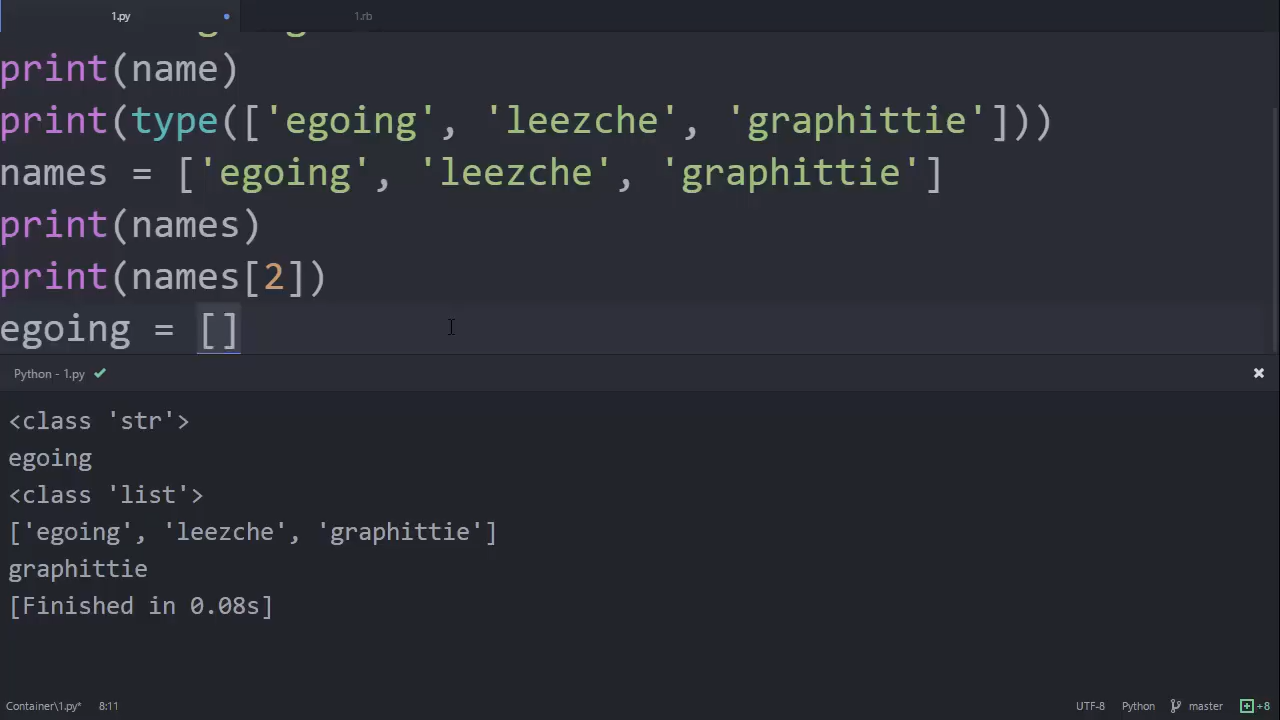 1.py
1.rb
print(name)
print(type(['egoing', 'leezche', 'graphittie']))
names = ['egoing', 'leezche', 'graphittie']
print(names)
print(names[2])
egoing = []
Python - 1.py
<class 'str'>
egoing
<class 'list'>
['egoing', 'leezche', 'graphittie']
graphittie
[Finished in 0.08s]
Container\1.py* 8:11 UTF-8 Python master +8